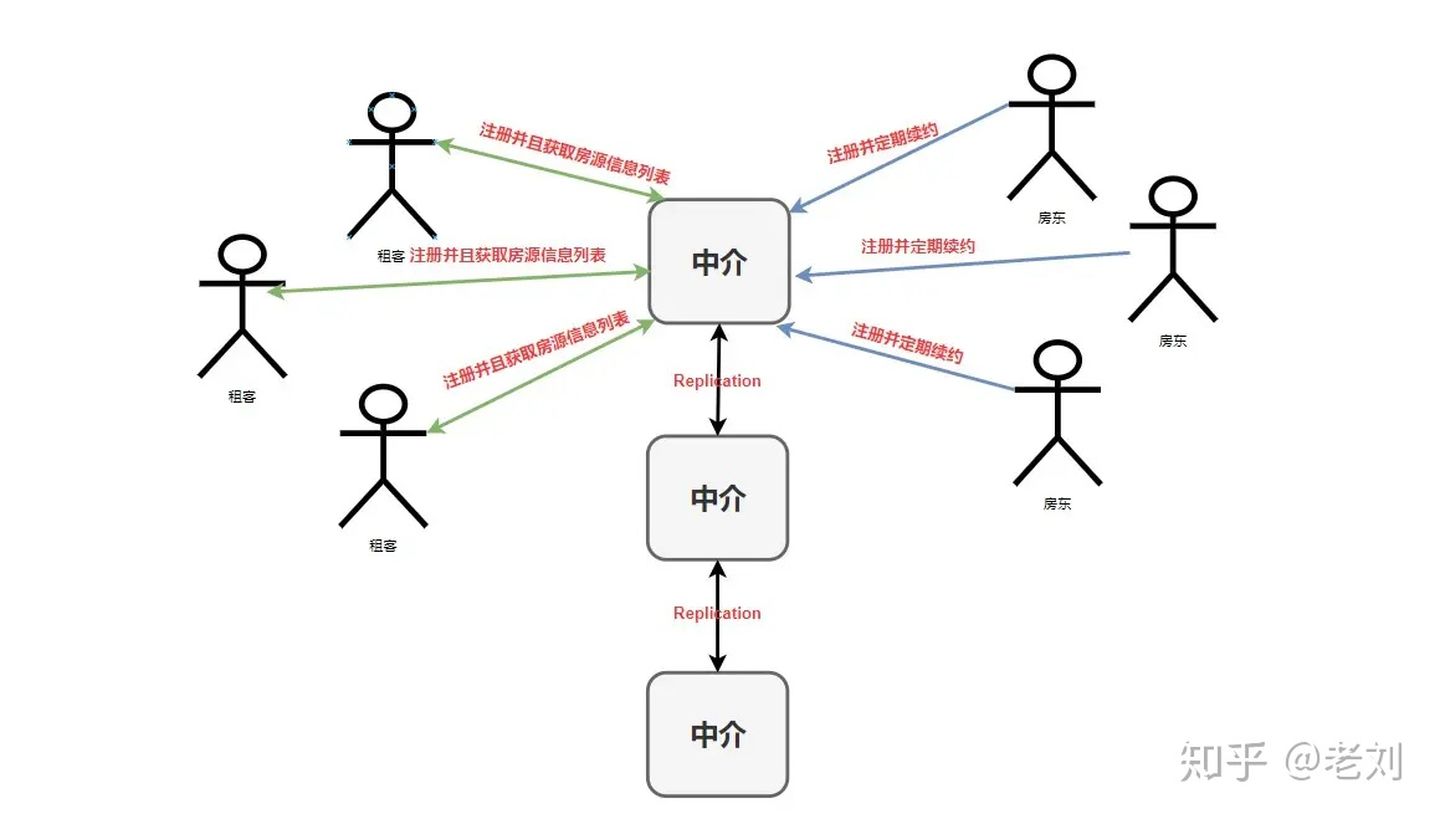 注册并且获取房源信息列表
注册并定期续约
房东
租客
注册并且获取房源信息列表
中介
注册并定期续约
房东
租客
注册并且获取房源信息列表
注册并定期续约
Replication
房东
租客
中介
Replication
中介
知乎 @老刘